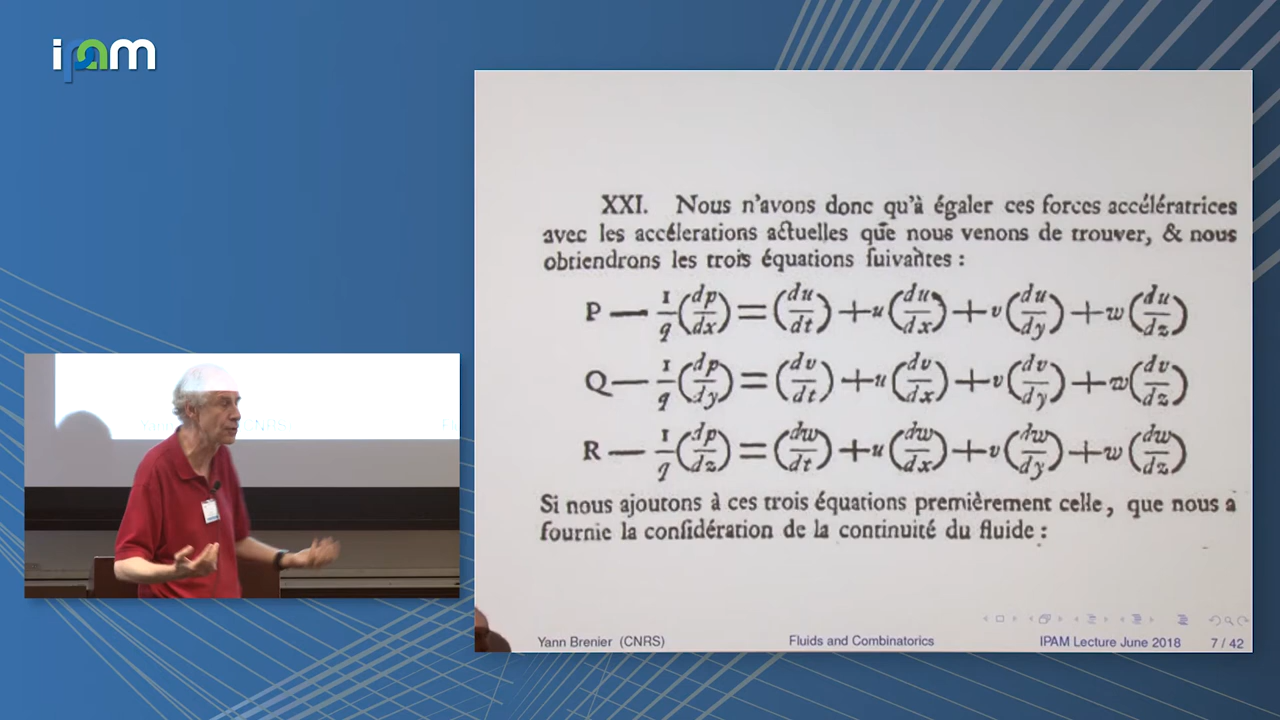 ipam
XXI. Nous n'avons donc qu'à égaler ces forces accélératrices
avec les accélerations actuelles que nous venons de trouver, & nous
obtiendrons les trois équations suivantes :
P — 1/q (dp/dx) = (du/dt) + u (du/dx) + v (du/dy) + w (du/dz)
Q — 1/q (dp/dy) = (dv/dt) + u (dv/dx) + v (dv/dy) + w (dv/dz)
R — 1/q (dp/dz) = (dw/dt) + u (dw/dx) + v (dw/dy) + w (dw/dz)
Si nous ajoutons à ces trois équations premièrement celle, que nous a
fournie la considération de la continuité du fluide :
Yann Brenier (CNRS) Fluids and Combinatorics IPAM Lecture June 2018 7 / 42